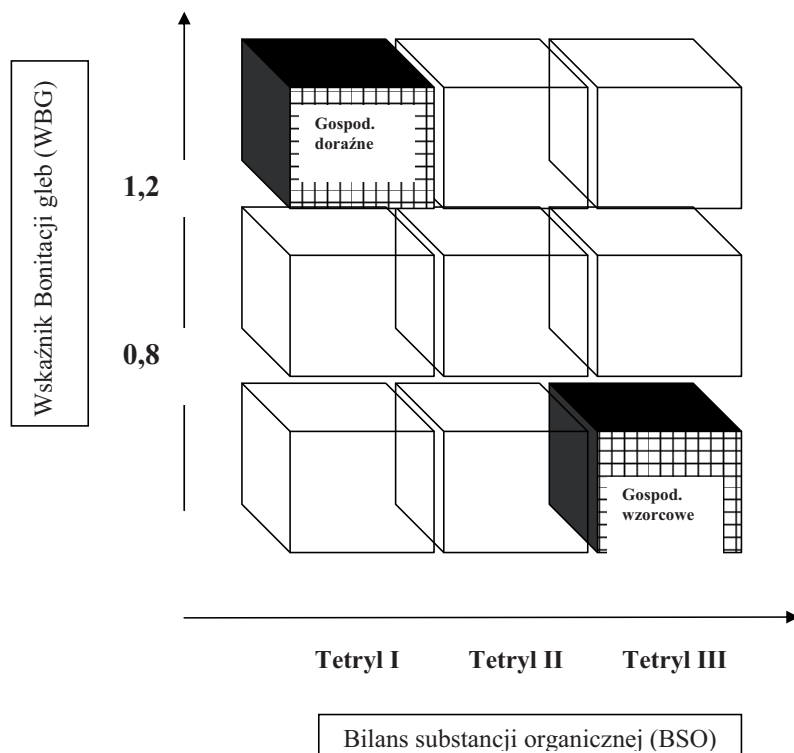 Wskaźnik Bonitacji gleb (WBG)
Gospod.
doraźne
1,2
0,8
Gospod.
wzorcowe
Tetryl I Tetryl II Tetryl III
Bilans substancji organicznej (BSO)